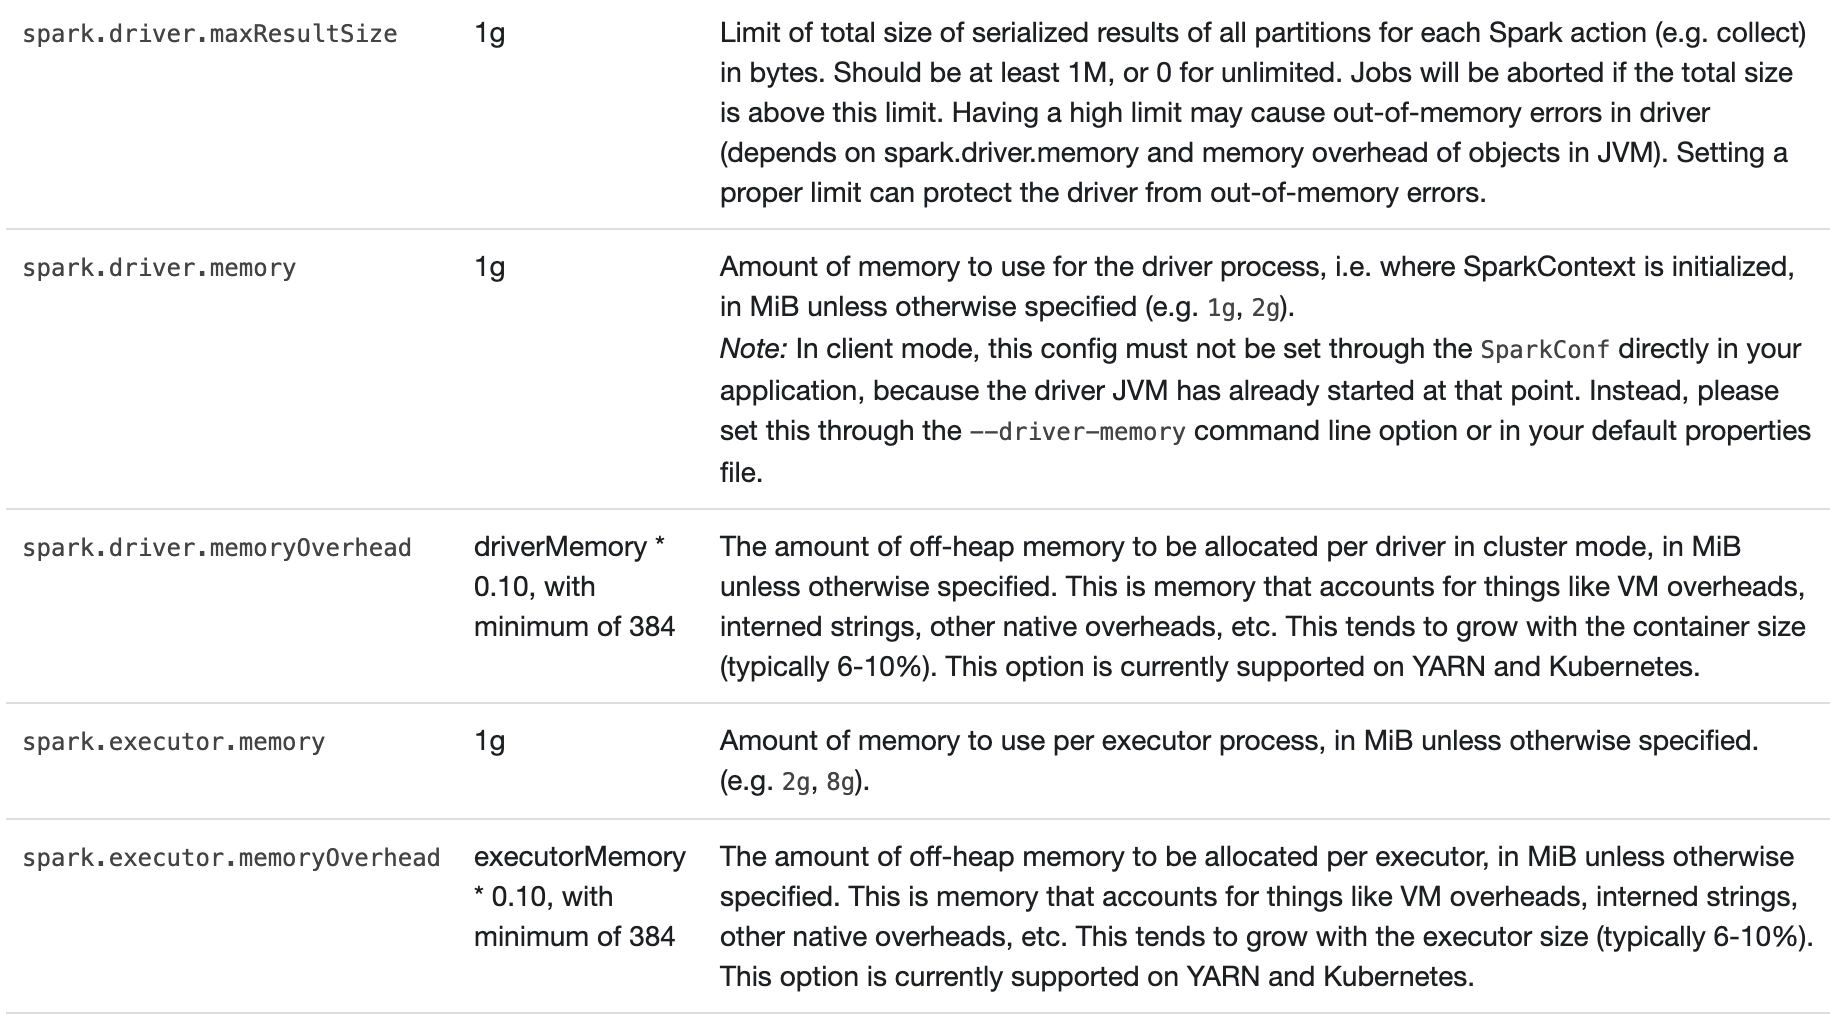 spark.driver.maxResultSize 1g Limit of total size of serialized results of all partitions for each Spark action (e.g. collect)
in bytes. Should be at least 1M, or 0 for unlimited. Jobs will be aborted if the total size
is above this limit. Having a high limit may cause out-of-memory errors in driver
(depends on spark.driver.memory and memory overhead of objects in JVM). Setting a
proper limit can protect the driver from out-of-memory errors.
spark.driver.memory 1g Amount of memory to use for the driver process, i.e. where SparkContext is initialized,
in MiB unless otherwise specified (e.g. 1g, 2g).
Note: In client mode, this config must not be set through the SparkConf directly in your
application, because the driver JVM has already started at that point. Instead, please
set this through the --driver-memory command line option or in your default properties
file.
spark.driver.memoryOverhead driverMemory * The amount of off-heap memory to be allocated per driver in cluster mode, in MiB
0.10, with unless otherwise specified. This is memory that accounts for things like VM overheads,
minimum of 384 interned strings, other native overheads, etc. This tends to grow with the container size
(typically 6-10%). This option is currently supported on YARN and Kubernetes.
spark.executor.memory 1g Amount of memory to use per executor process, in MiB unless otherwise specified.
(e.g. 2g, 8g).
spark.executor.memoryOverhead executorMemory The amount of off-heap memory to be allocated per executor, in MiB unless otherwise
* 0.10, with specified. This is memory that accounts for things like VM overheads, interned strings,
minimum of 384 other native overheads, etc. This tends to grow with the executor size (typically 6-10%).
This option is currently supported on YARN and Kubernetes.